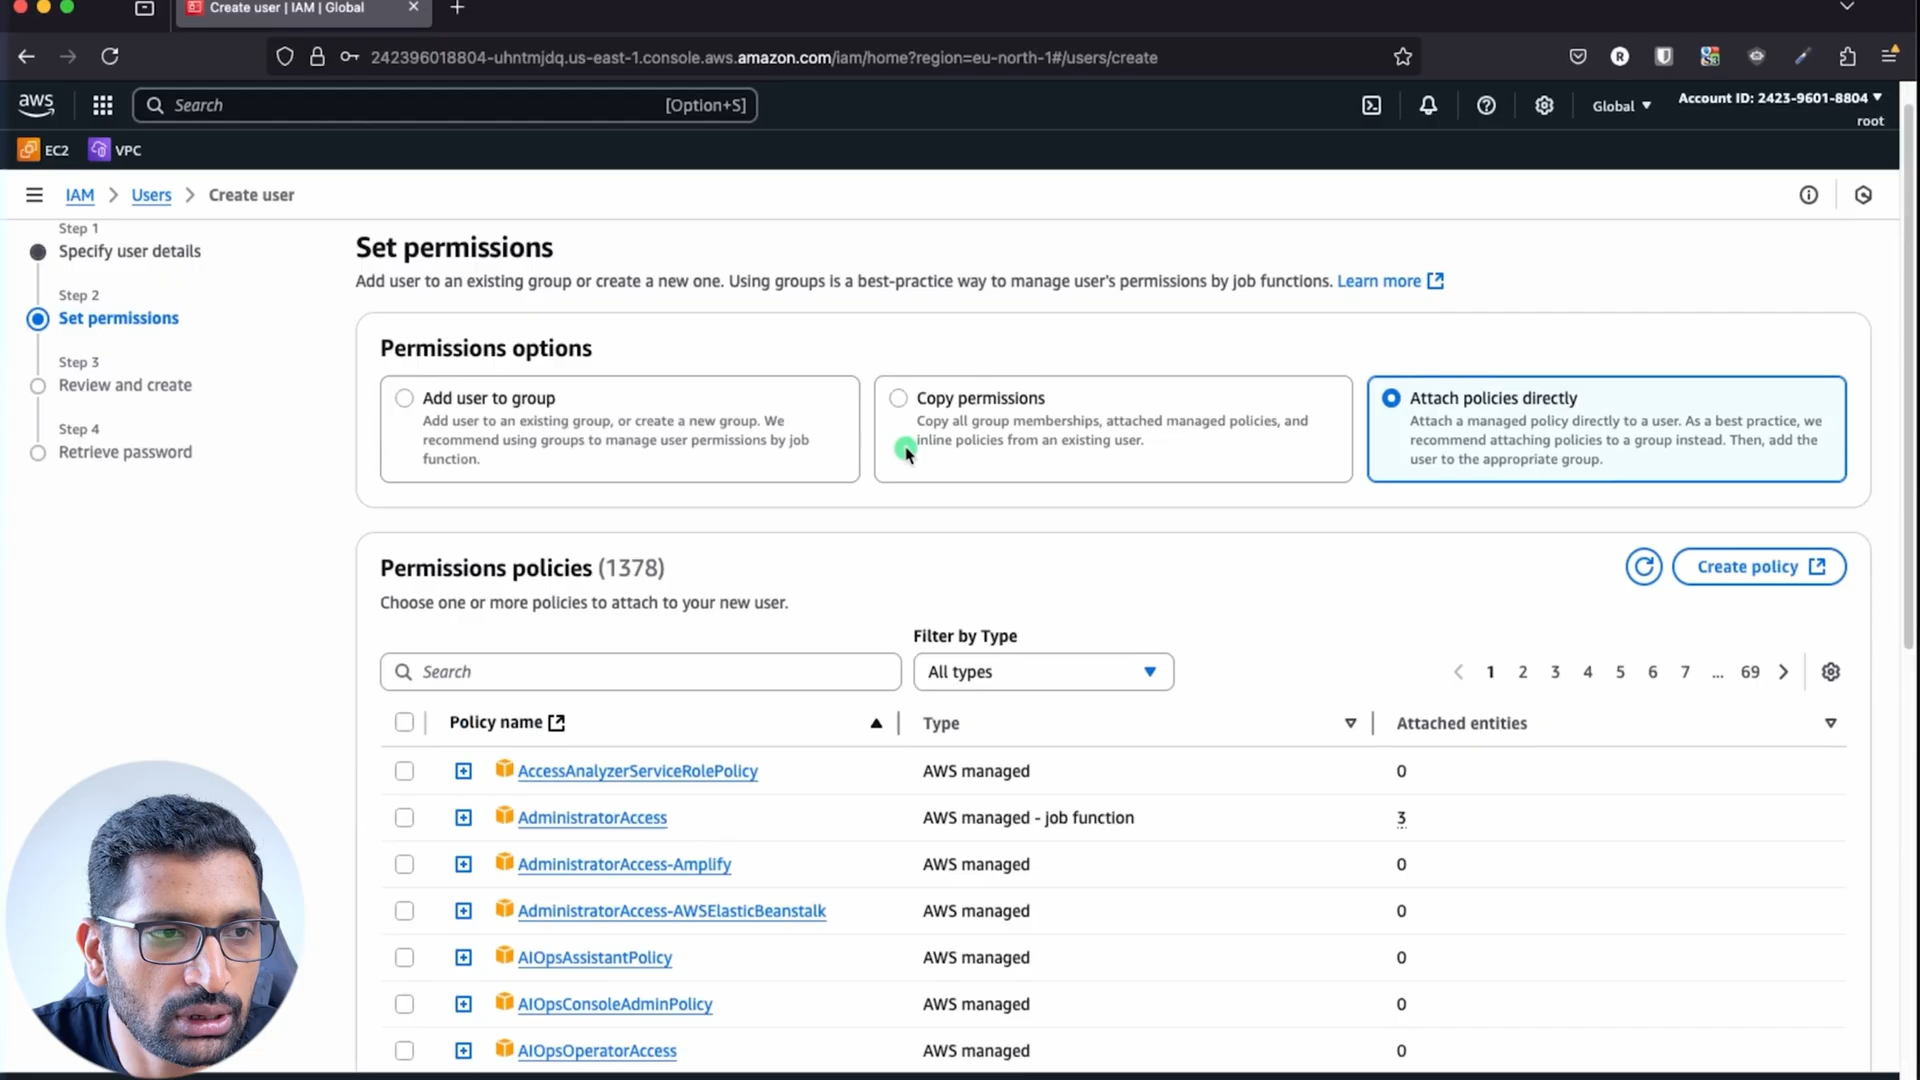 Create user | IAM | Global
242396018804-uhntmjdq.us-east-1.console.aws.amazon.com/iam/home?region=eu-north-1#/users/create
aws
Search
[Option+S]
Global
Account ID: 2423-9601-8804
root
EC2
VPC
IAM
Users
Create user
Step 1
Specify user details
Step 2
Set permissions
Step 3
Review and create
Step 4
Retrieve password
Set permissions
Add user to an existing group or create a new one. Using groups is a best-practice way to manage user's permissions by job functions. Learn more
Permissions options
Add user to group
Add user to an existing group, or create a new group. We
recommend using groups to manage user permissions by job
function.
Copy permissions
Copy all group memberships, attached managed policies, and
inline policies from an existing user.
Attach policies directly
Attach a managed policy directly to a user. As a best practice, we
recommend attaching policies to a group instead. Then, add the
user to the appropriate group.
Permissions policies (1378)
Create policy
Choose one or more policies to attach to your new user.
Filter by Type
Search
All types
1 2 3 4 5 6 7 ... 69
Policy name
Type
Attached entities
AccessAnalyzerServiceRolePolicy
AWS managed
0
AdministratorAccess
AWS managed - job function
3
AdministratorAccess-Amplify
AWS managed
0
AdministratorAccess-AWSElasticBeanstalk
AWS managed
0
AIOpsAssistantPolicy
AWS managed
0
AIOpsConsoleAdminPolicy
AWS managed
0
AIOpsOperatorAccess
AWS managed
0